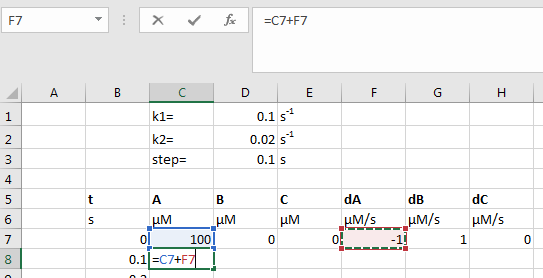 F7 fx =C7+F7
A B C D E F G H
1 k1= 0.1 s-1
2 k2= 0.02 s-1
3 step= 0.1 s
4
5 t A B C dA dB dC
6 s µM µM µM µM/s µM/s µM/s
7 0 100 0 0 -1 1 0
8 0.1 =C7+F7